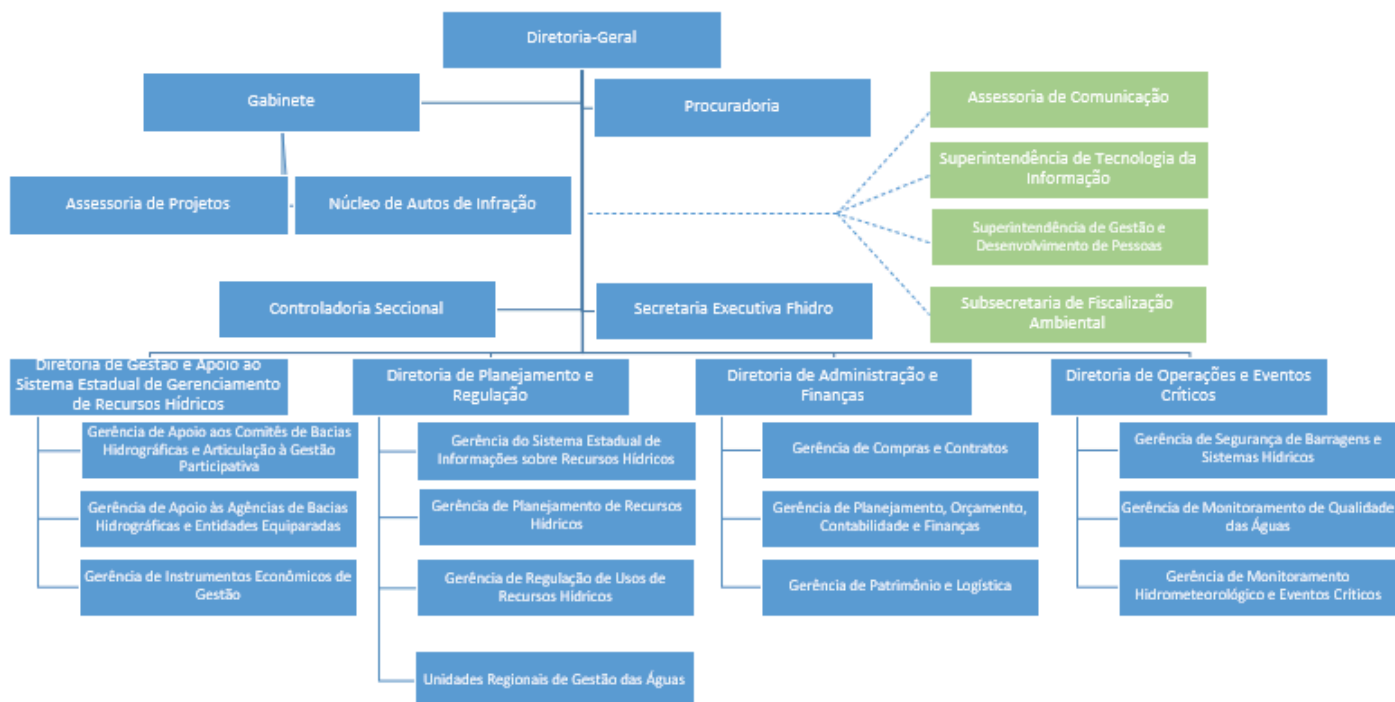 Diretoria-Geral
Gabinete
Procuradoria
Assessoria de Comunicação
Superintendência de Tecnologia da
Informação
Assessoria de Projetos
Núcleo de Autos de Infração
Superintendência de Gestão e
Desenvolvimento de Pessoas
Controladoria Seccional
Secretaria Executiva Fhidro
Subsecretaria de Fiscalização
Ambiental
Diretoria de Gestão e Apoio ao
Sistema Estadual de Gerenciamento
de Recursos Hídricos
Diretoria de Planejamento e
Regulação
Diretoria de Administração e
Finanças
Diretoria de Operações e Eventos
Críticos
Gerência de Apoio aos Comitês de Bacias
Hidrográficas e Articulação à Gestão
Participativa
Gerência do Sistema Estadual de
Informações sobre Recursos Hídricos
Gerência de Compras e Contratos
Gerência de Segurança de Barragens e
Sistemas Hídricos
Gerência de Apoio às Agências de Bacias
Hidrográficas e Entidades Equiparadas
Gerência de Planejamento de Recursos
Hídricos
Gerência de Planejamento, Orçamento,
Contabilidade e Finanças
Gerência de Monitoramento de Qualidade
das Águas
Gerência de Instrumentos Econômicos de
Gestão
Gerência de Regulação de Usos de
Recursos Hídricos
Gerência de Patrimônio e Logística
Gerência de Monitoramento
Hidrometeorológico e Eventos Críticos
Unidades Regionais de Gestão das Águas